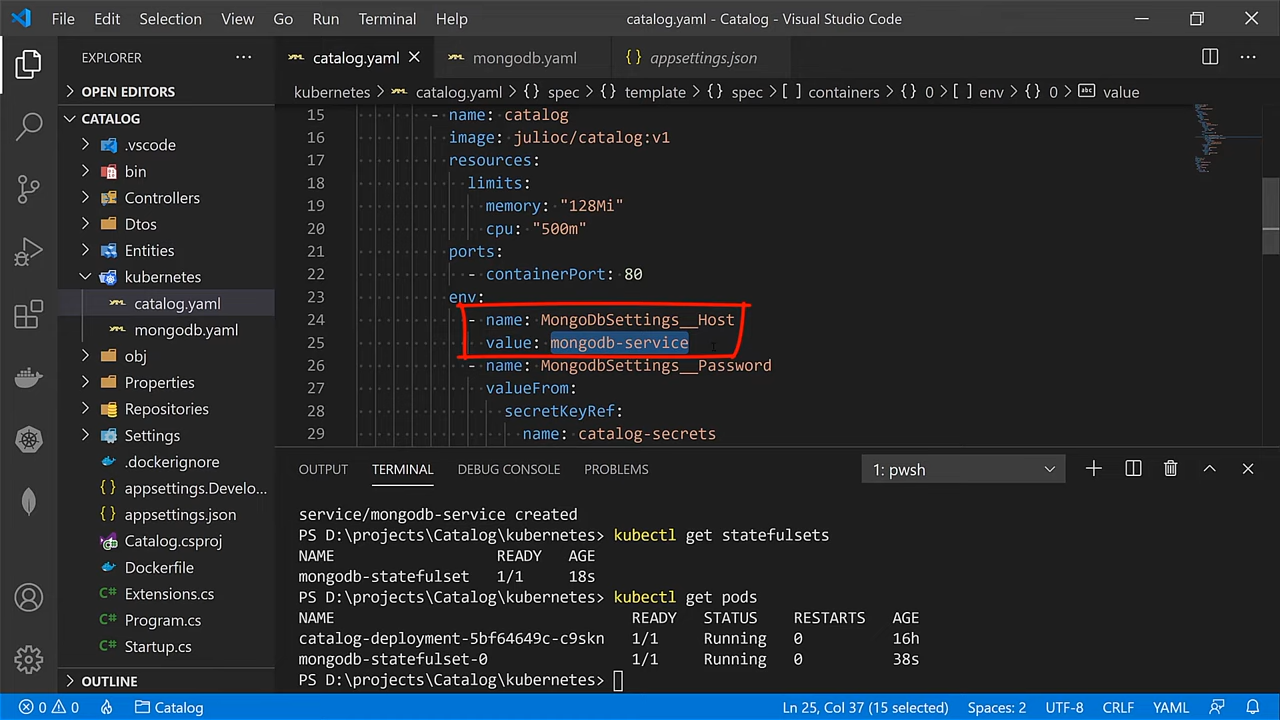 File Edit Selection View Go Run Terminal Help
catalog.yaml - Catalog - Visual Studio Code
EXPLORER
OPEN EDITORS
CATALOG
.vscode
bin
Controllers
Dtos
Entities
kubernetes
catalog.yaml
mongodb.yaml
obj
Properties
Repositories
Settings
.dockerignore
appsettings.Develo...
appsettings.json
Catalog.csproj
Dockerfile
Extensions.cs
Program.cs
Startup.cs
OUTLINE
catalog.yaml mongodb.yaml {} appsettings.json
kubernetes > catalog.yaml > {} spec > {} template > {} spec > [ ] containers > {} 0 > [ ] env > {} 0 > abc value
15 - name: catalog
16 image: julioc/catalog:v1
17 resources:
18 limits:
19 memory: "128Mi"
20 cpu: "500m"
21 ports:
22 - containerPort: 80
23 env:
24 - name: MongoDbSettings__Host
25 value: mongodb-service
26 - name: MongodbSettings__Password
27 valueFrom:
28 secretKeyRef:
29 name: catalog-secrets
OUTPUT TERMINAL DEBUG CONSOLE PROBLEMS
1: pwsh
service/mongodb-service created
PS D:\projects\Catalog\kubernetes> kubectl get statefulsets
NAME READY AGE
mongodb-statefulset 1/1 18s
PS D:\projects\Catalog\kubernetes> kubectl get pods
NAME READY STATUS RESTARTS AGE
catalog-deployment-5bf64649c-c9skn 1/1 Running 0 16h
mongodb-statefulset-0 1/1 Running 0 38s
PS D:\projects\Catalog\kubernetes>
0 0 Catalog
Ln 25, Col 37 (15 selected) Spaces: 2 UTF-8 CRLF YAML